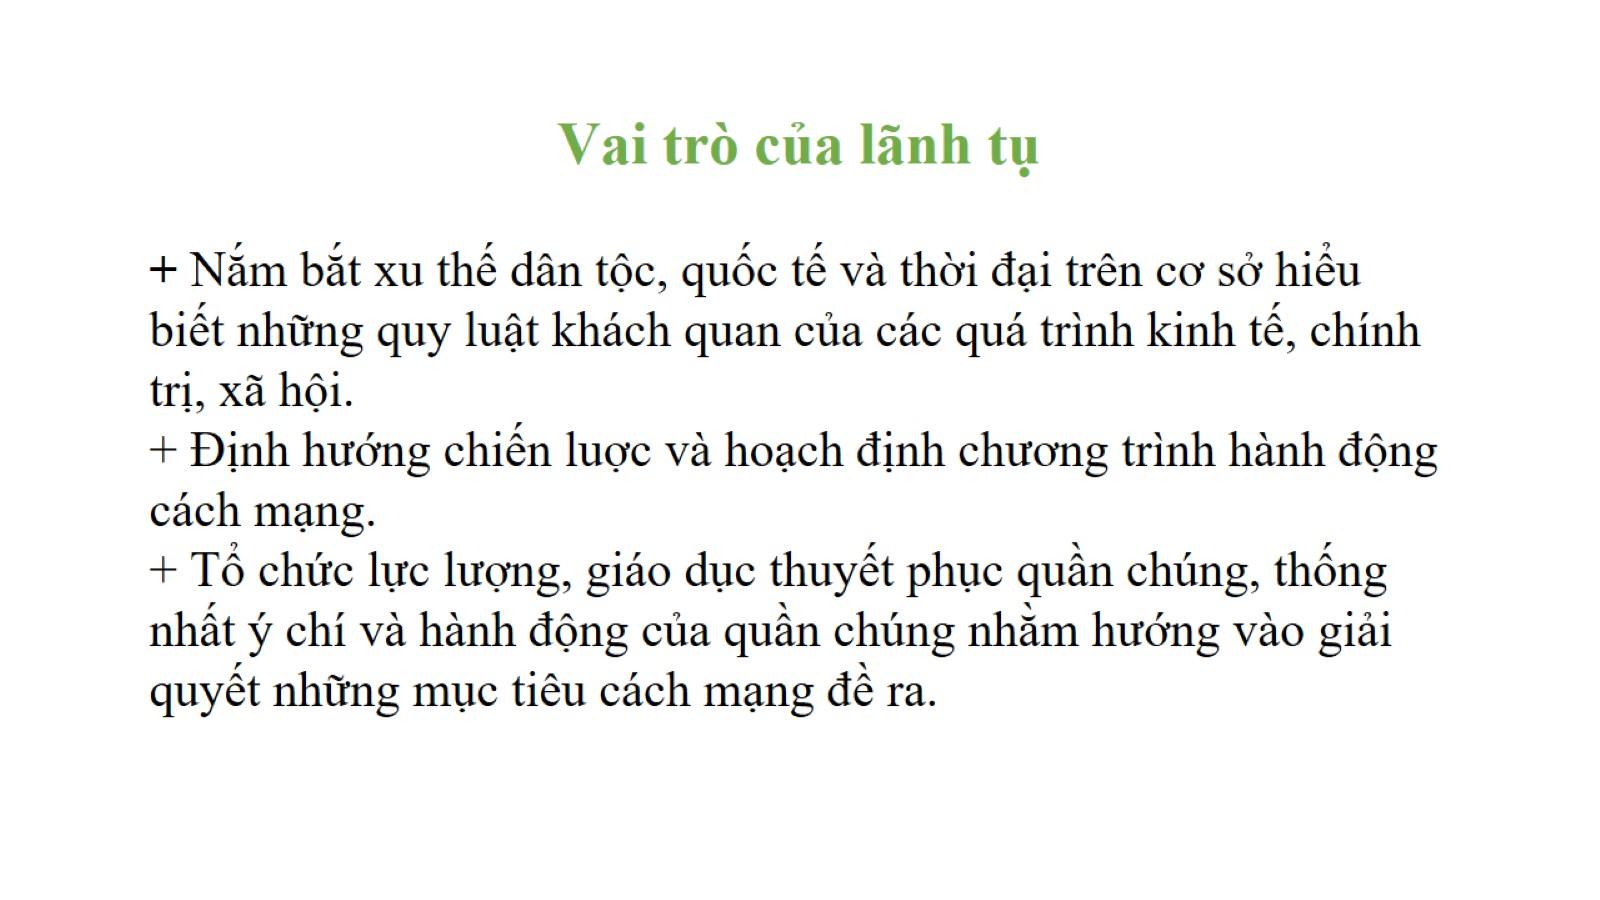 Vai trò của lãnh tụ
+ Nắm bắt xu thế dân tộc, quốc tế và thời đại trên cơ sở hiểu
biết những quy luật khách quan của các quá trình kinh tế, chính
trị, xã hội.
+ Định hướng chiến luợc và hoạch định chương trình hành động
cách mạng.
+ Tổ chức lực lượng, giáo dục thuyết phục quần chúng, thống
nhất ý chí và hành động của quần chúng nhằm hướng vào giải
quyết những mục tiêu cách mạng đề ra.